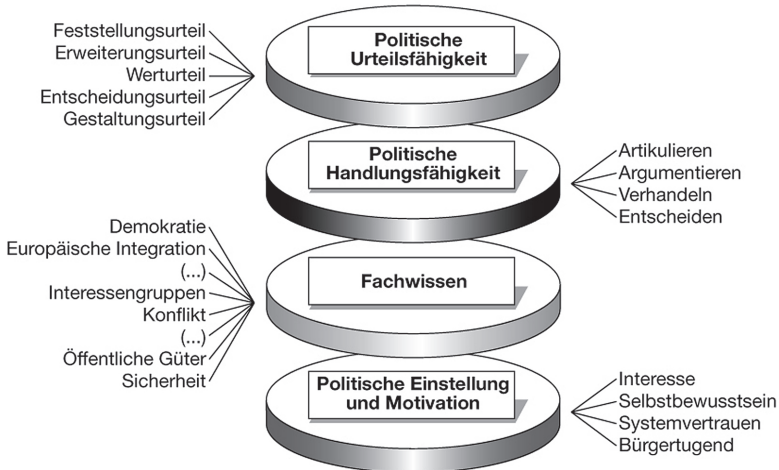 Feststellungsurteil
Erweiterungsurteil
Werturteil
Entscheidungsurteil
Gestaltungsurteil
Politische
Urteilsfähigkeit
Politische
Handlungsfähigkeit
Artikulieren
Argumentieren
Verhandeln
Entscheiden
Demokratie
Europäische Integration
(...)
Interessengruppen
Konflikt
(...)
Öffentliche Güter
Sicherheit
Fachwissen
Politische Einstellung
und Motivation
Interesse
Selbstbewusstsein
Systemvertrauen
Bürgertugend